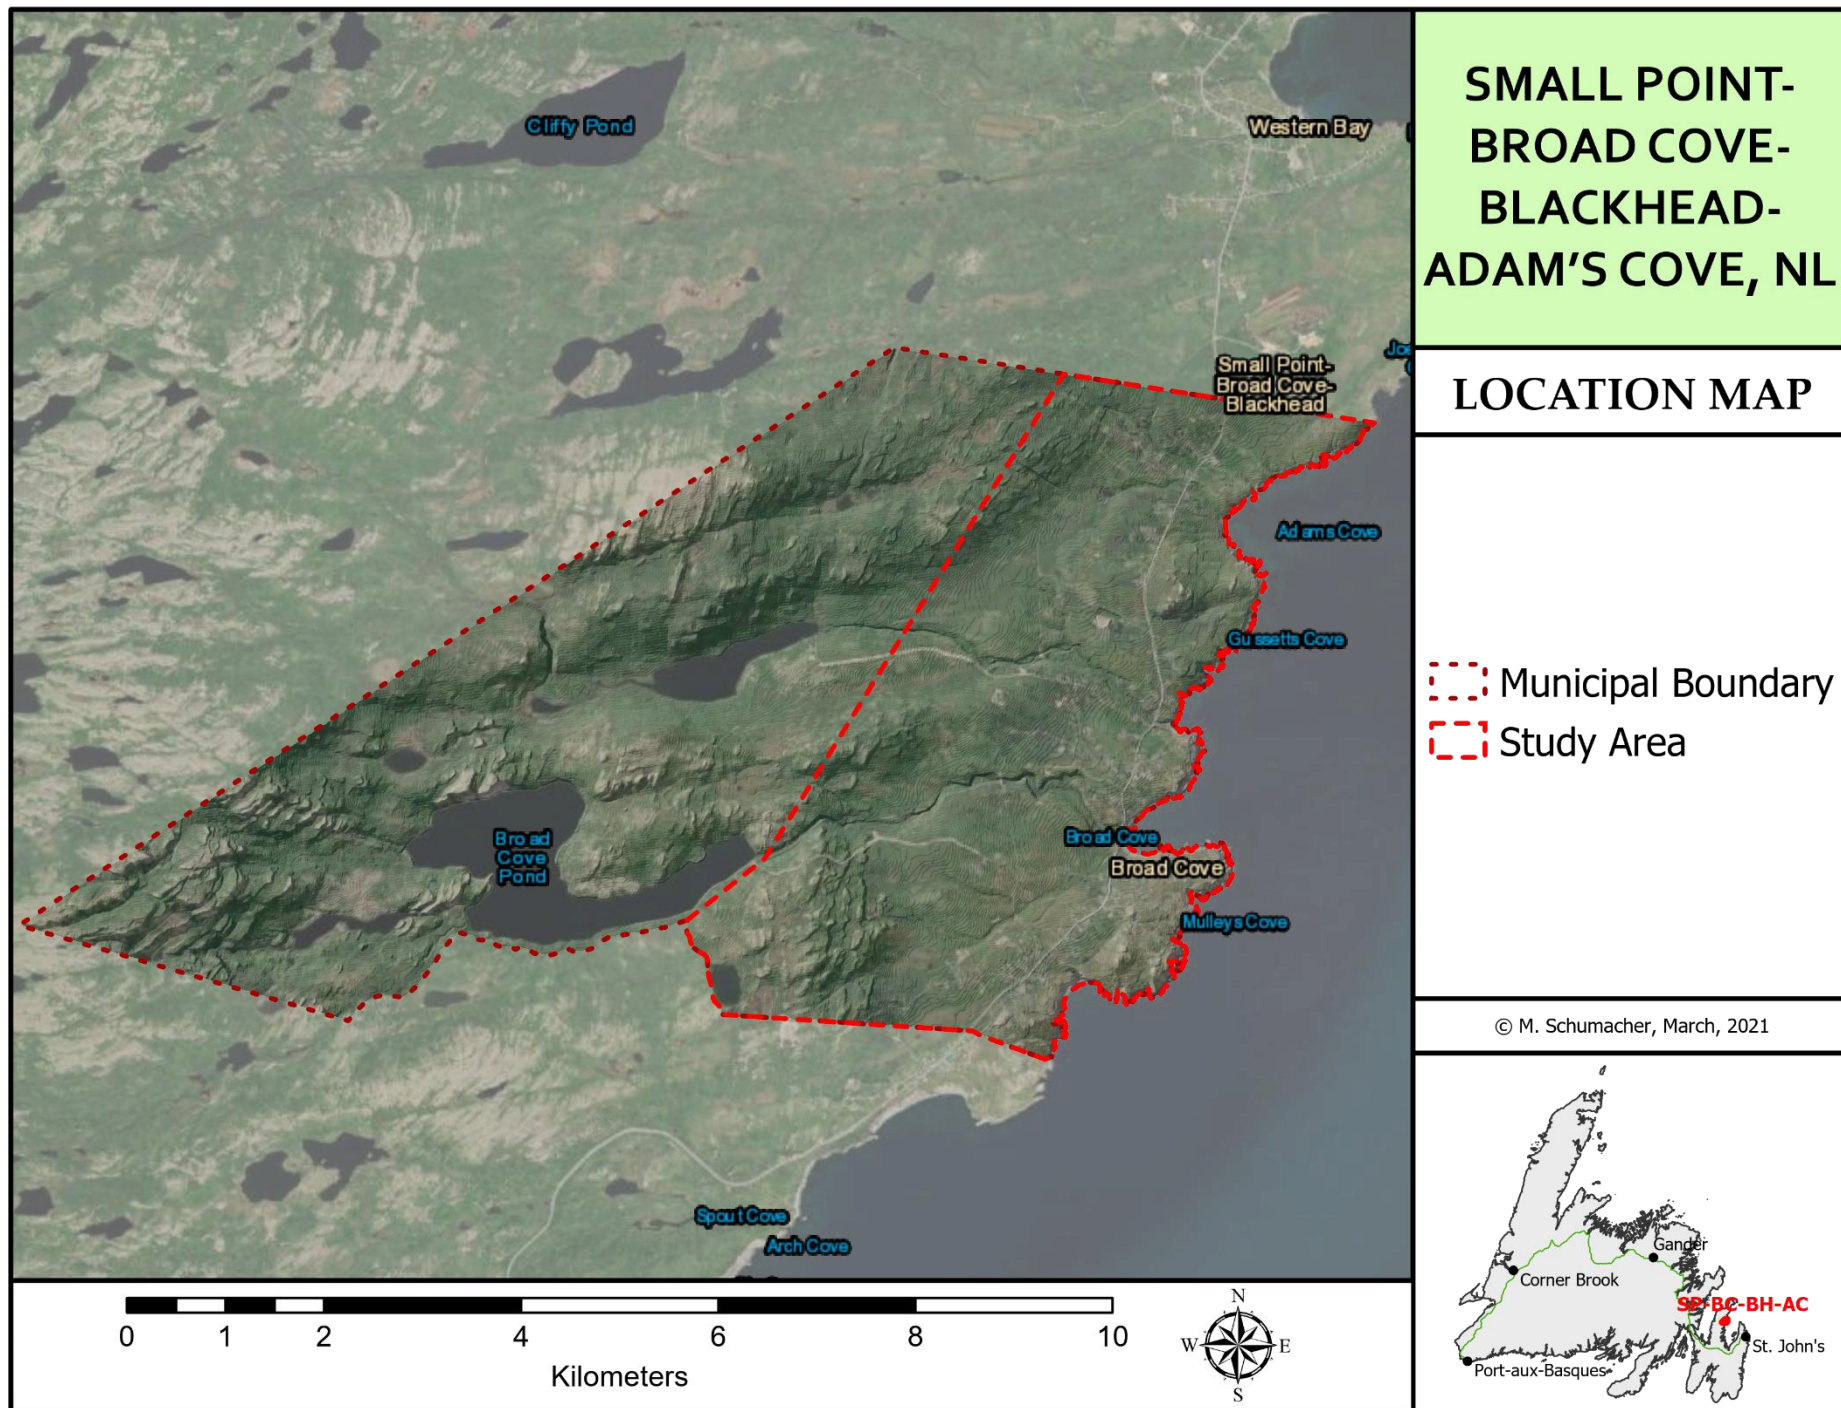 SMALL POINT-
BROAD COVE-
BLACKHEAD-
ADAM'S COVE, NL
LOCATION MAP
Municipal Boundary
Study Area
© M. Schumacher, March, 2021
Cliffy Pond
Western Bay
Small Point-
Broad Cove-
Blackhead
Adams Cove
Gussetts Cove
Broad
Cove
Pond
Broad Cove
Broad Cove
Mulleys Cove
Spout Cove
Arch Cove
0 1 2 4 6 8 10
Kilometers
N
W E
S
Gander
Corner Brook
SP-BC-BH-AC
St. John's
Port-aux-Basques